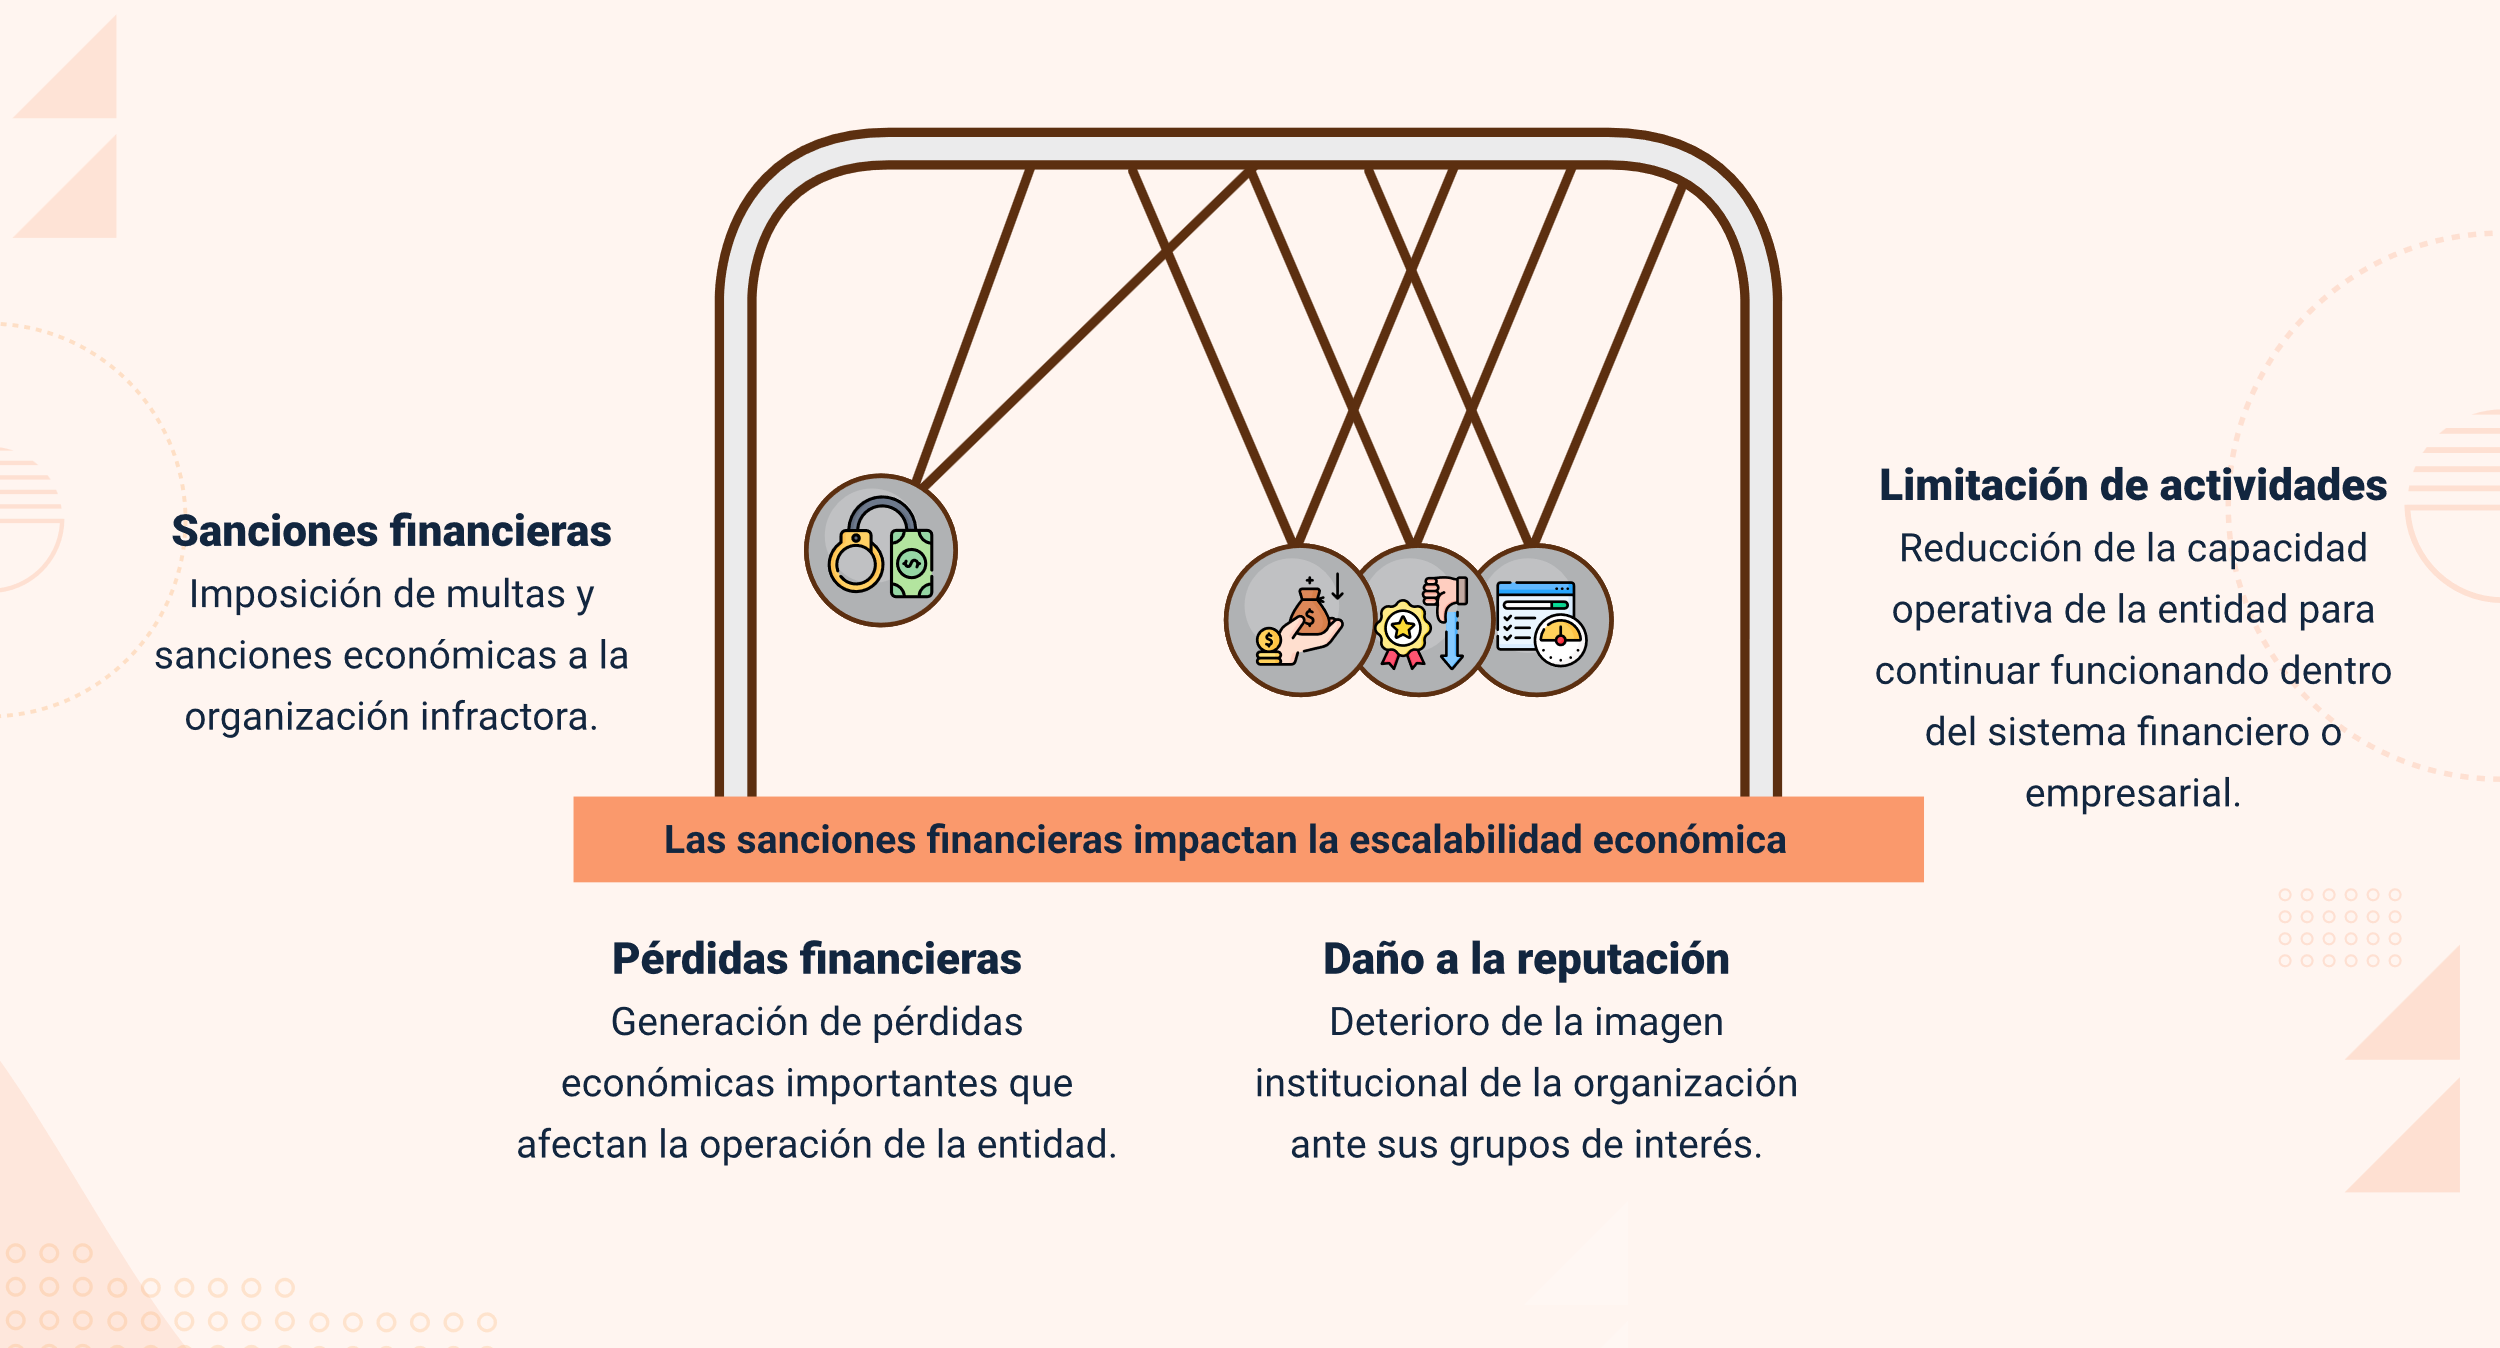 Sanciones financieras
Imposición de multas y
sanciones económicas a la
organización infractora.
Limitación de actividades
Reducción de la capacidad
operativa de la entidad para
continuar funcionando dentro
del sistema financiero o
empresarial.
Las sanciones financieras impactan la escalabilidad económica
Pérdidas financieras
Generación de pérdidas
económicas importantes que
afectan la operación de la entidad.
Daño a la reputación
Deterioro de la imagen
institucional de la organización
ante sus grupos de interés.